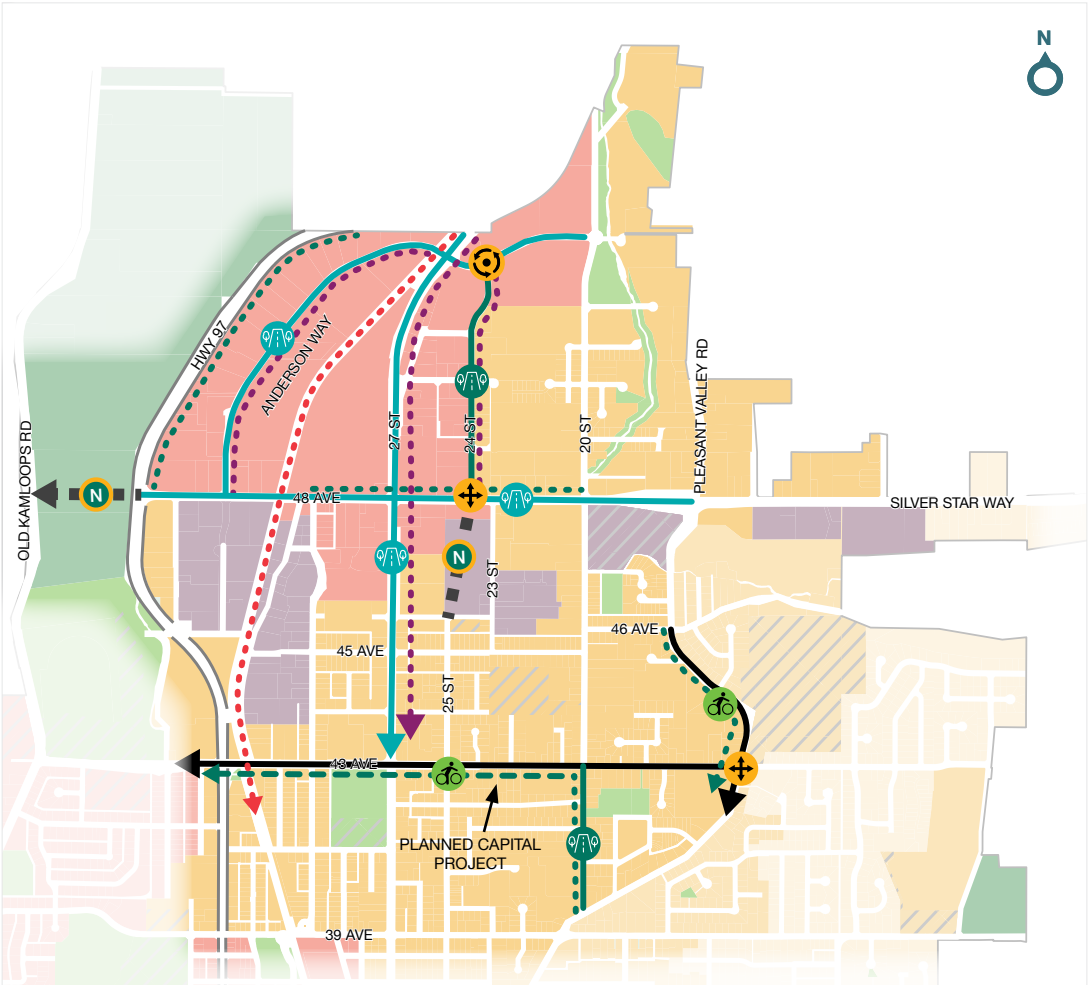 N
HWY 97
ANDERSON WAY
27 ST
24 ST
20 ST
PLEASANT VALLEY RD
OLD KAMLOOPS RD
N
48 AVE
SILVER STAR WAY
N
23 ST
46 AVE
45 AVE
25 ST
43 AVE
PLANNED CAPITAL
PROJECT
39 AVE